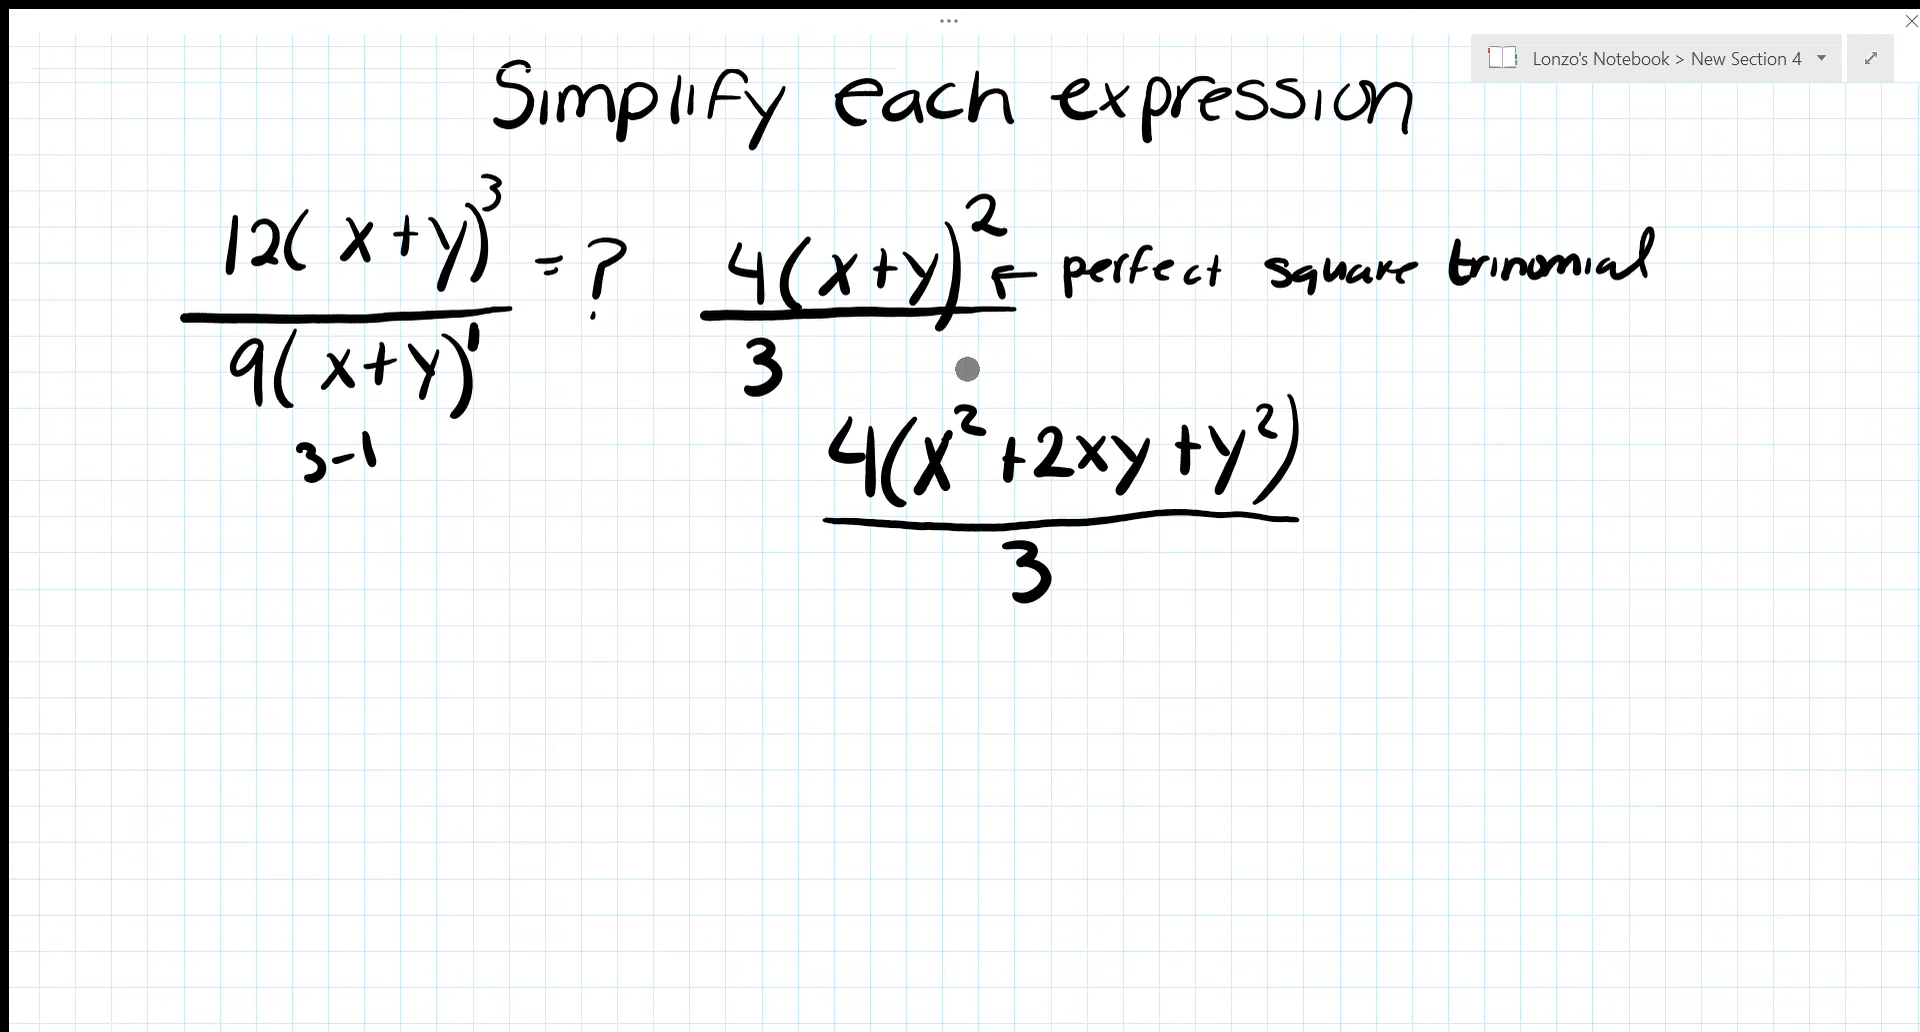 Lonzo's Notebook > New Section 4
Simplify each expression
12(x+y)^3 / 9(x+y)^1 = ?
3-1
4(x+y)^2 / 3 ← perfect square trinomial
4(x^2+2xy+y^2) / 3